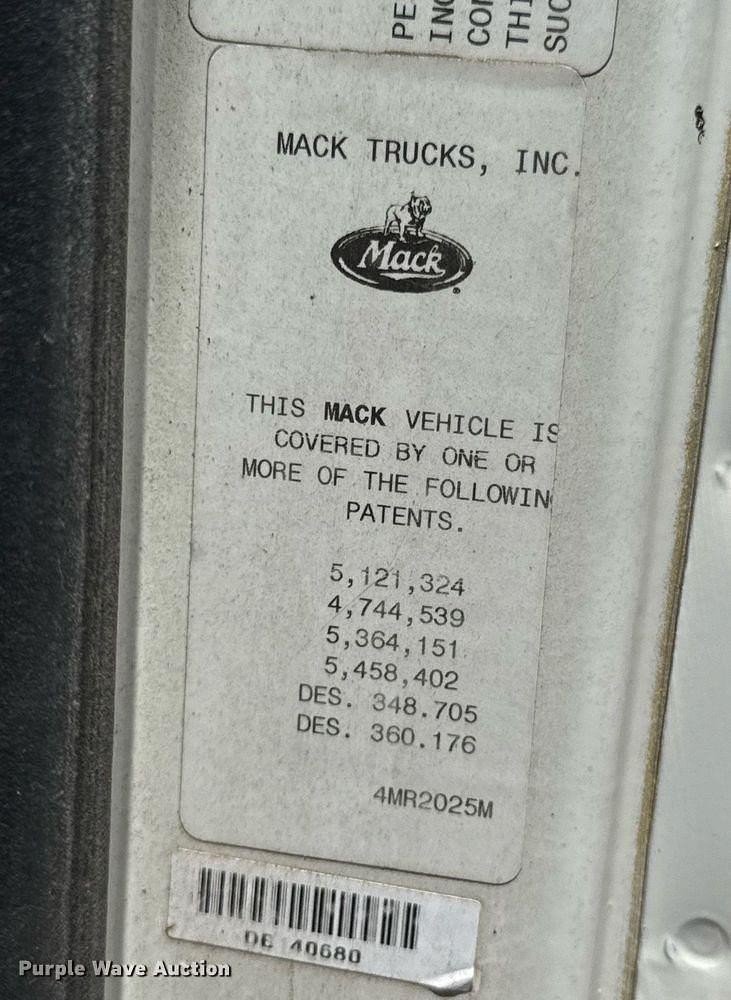 PE
INC
COI
THI
SUC
MACK TRUCKS, INC.
Mack
THIS MACK VEHICLE IS
COVERED BY ONE OR
MORE OF THE FOLLOWIN
PATENTS.
5,121,324
4,744,539
5,364,151
5,458,402
DES. 348.705
DES. 360.176
4MR2025M
DE 40680
Purple Wave Auction